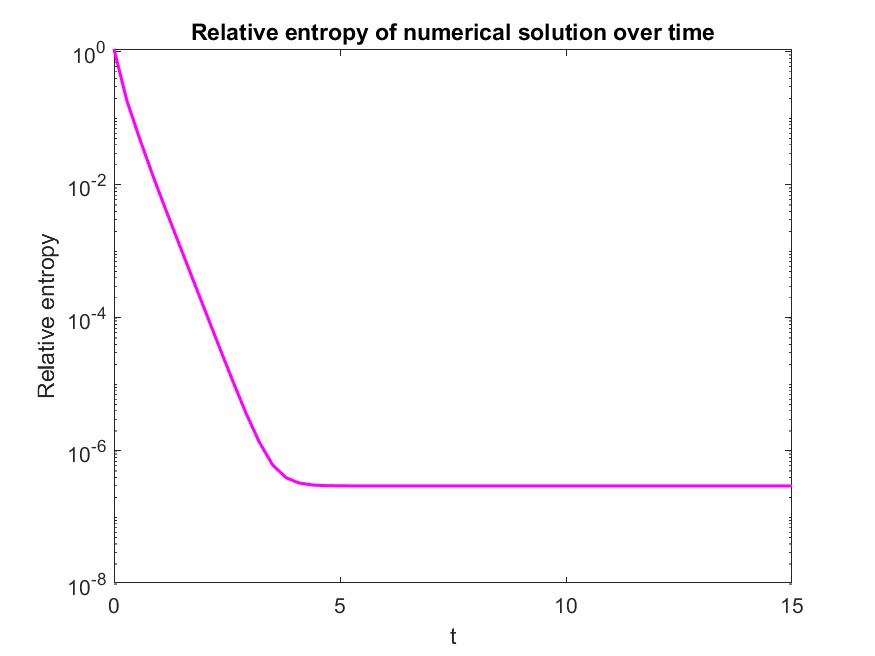 Relative entropy of numerical solution over time
10^0
10^-2
10^-4
10^-6
10^-8
Relative entropy
0 5 10 15
t